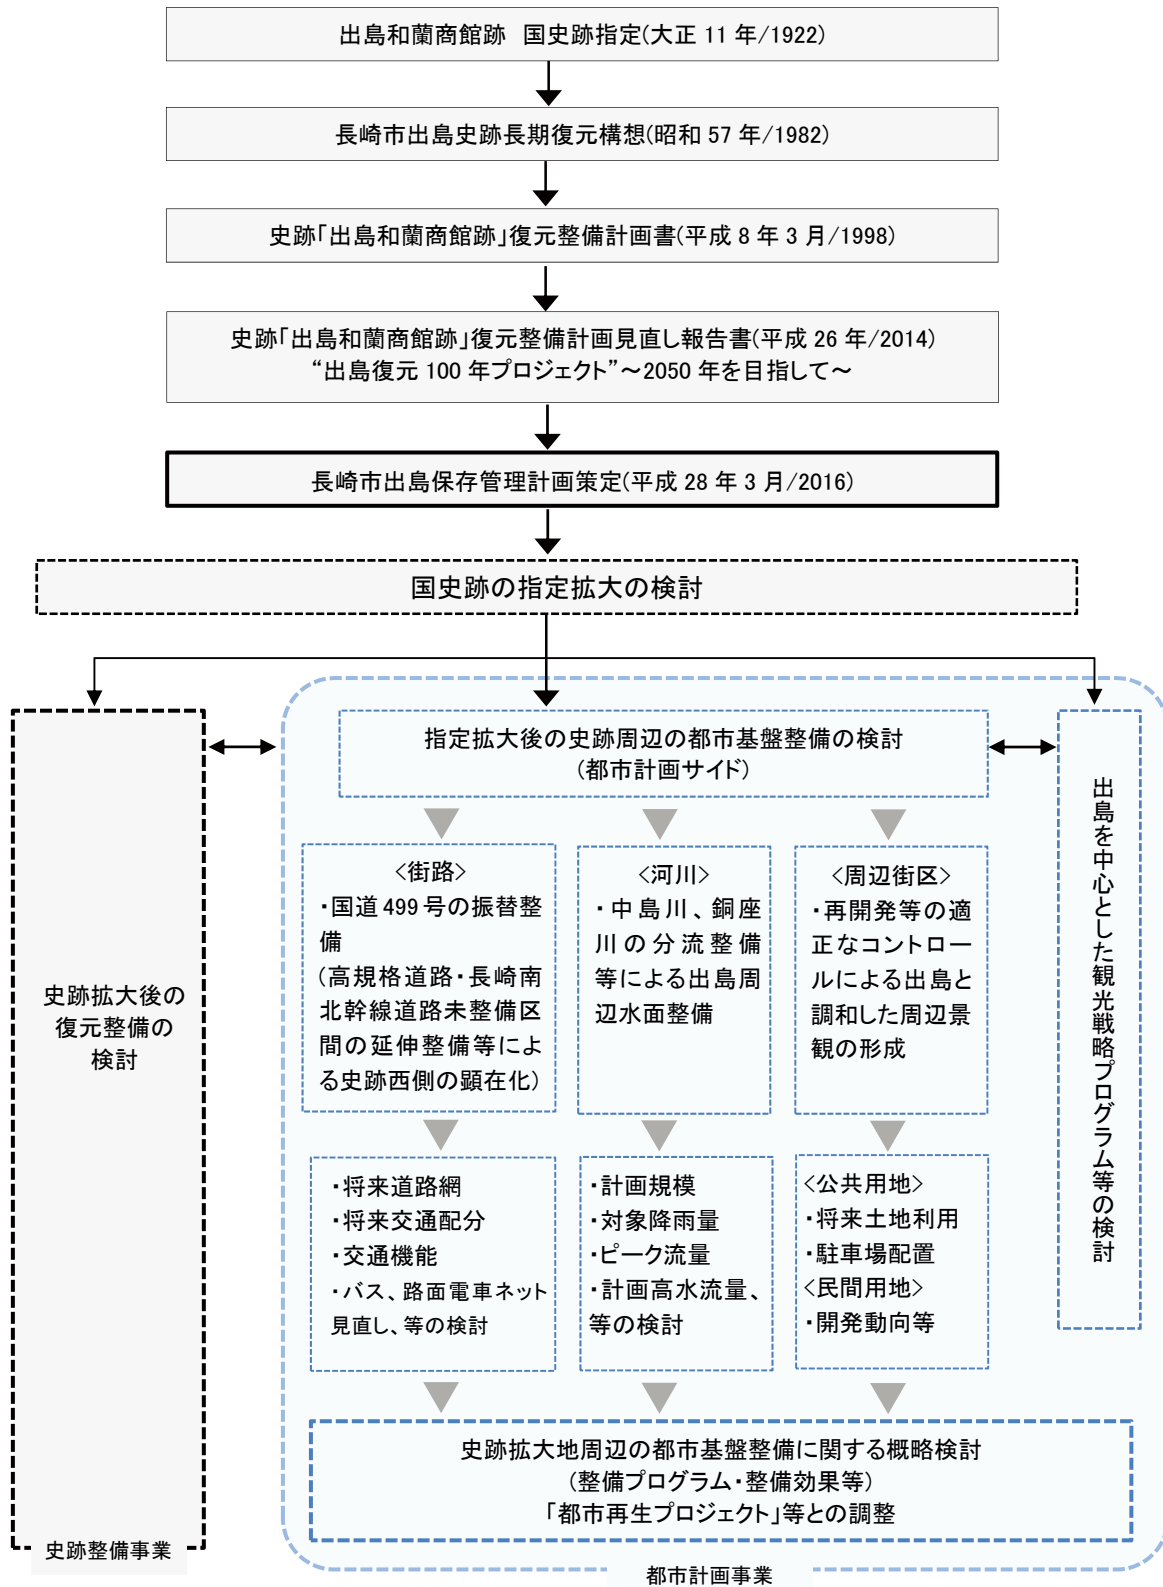 出島和蘭商館跡 国史跡指定(大正 11 年/1922)
長崎市出島史跡長期復元構想(昭和 57 年/1982)
史跡｢出島和蘭商館跡｣復元整備計画書(平成 8 年 3 月/1998)
史跡｢出島和蘭商館跡｣復元整備計画見直し報告書(平成 26 年/2014)
“出島復元 100 年プロジェクト”～2050 年を目指して～
長崎市出島保存管理計画策定(平成 28 年 3 月/2016)
国史跡の指定拡大の検討
史跡拡大後の
復元整備の
検討
史跡整備事業
指定拡大後の史跡周辺の都市基盤整備の検討
(都市計画サイド)
<街路>
・国道 499 号の振替整
備
(高規格道路・長崎南
北幹線道路未整備区
間の延伸整備等によ
る史跡西側の顕在化)
<河川>
・中島川、銅座
川の分流整備
等による出島周
辺水面整備
<周辺街区>
・再開発等の適
正なコントロー
ルによる出島と
調和した周辺景
観の形成
・将来道路網
・将来交通配分
・交通機能
・バス、路面電車ネット
見直し、等の検討
・計画規模
・対象降雨量
・ピーク流量
・計画高水流量、
等の検討
<公共用地>
・将来土地利用
・駐車場配置
<民間用地>
・開発動向等
史跡拡大地周辺の都市基盤整備に関する概略検討
(整備プログラム・整備効果等)
｢都市再生プロジェクト｣等との調整
都市計画事業
出島を中心とした観光戦略プログラム等の検討